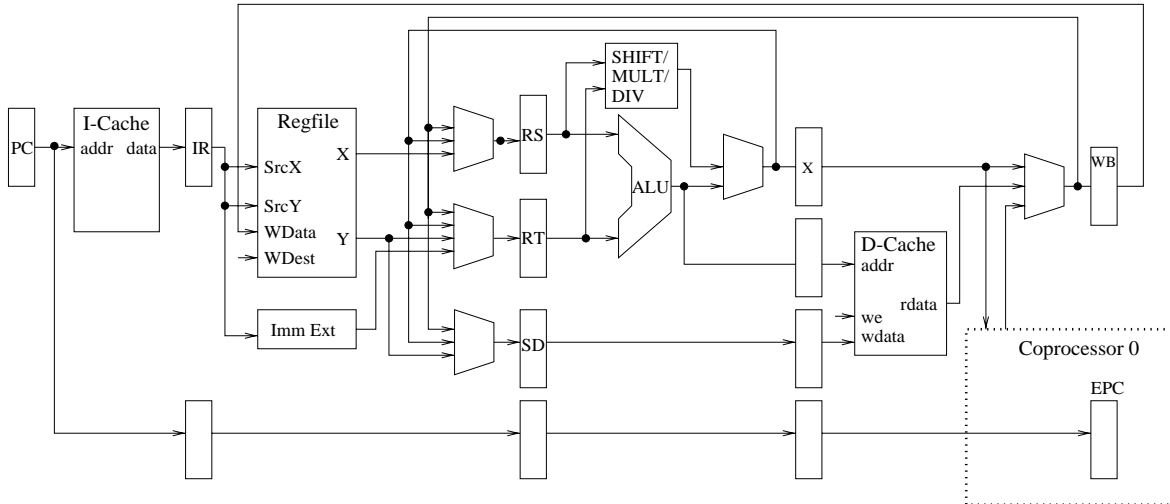 SHIFT/
MULT/
DIV
I-Cache
addr data
PC
IR
Regfile
X
SrcX
SrcY
WData
Y
WDest
RS
RT
ALU
X
WB
D-Cache
addr
rdata
we
wdata
Imm Ext
SD
Coprocessor 0
EPC